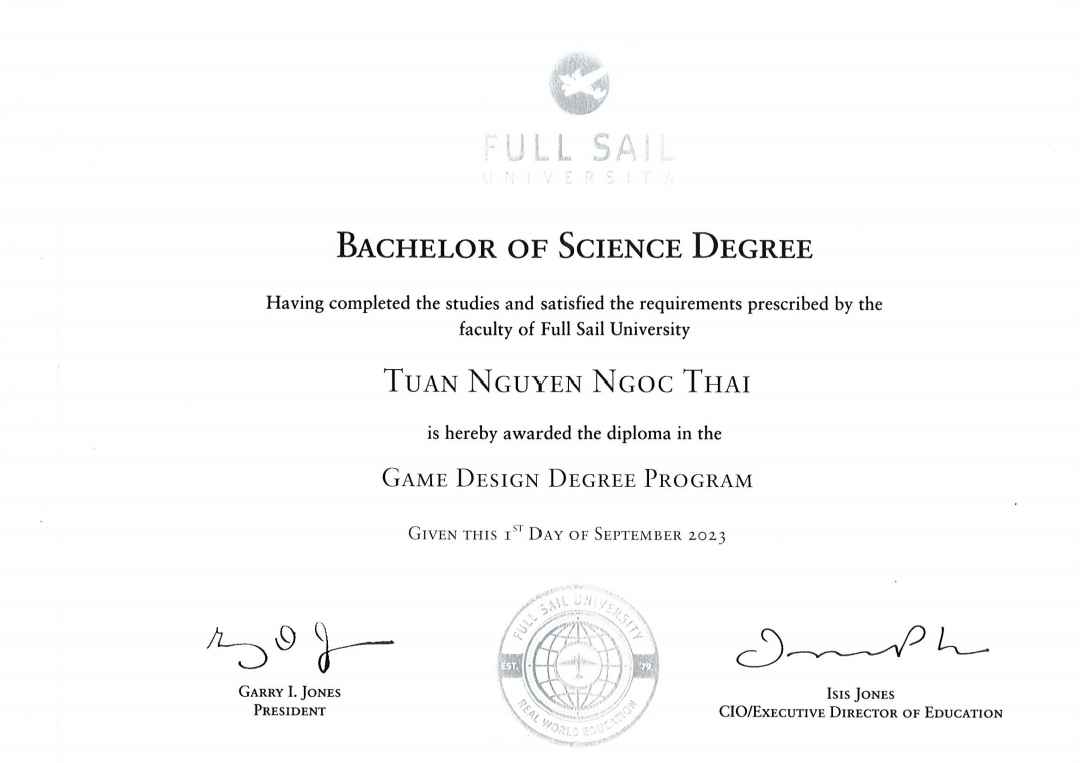 FULL SAIL
UNIVERSITY
BACHELOR OF SCIENCE DEGREE
Having completed the studies and satisfied the requirements prescribed by the
faculty of Full Sail University
TUAN NGUYEN NGOC THAI
is hereby awarded the diploma in the
GAME DESIGN DEGREE PROGRAM
GIVEN THIS 1ST DAY OF SEPTEMBER 2023
FULL SAIL UNIVERSITY
EST. '79
REAL WORLD EDUCATION
GARRY I. JONES
PRESIDENT
ISIS JONES
CIO/EXECUTIVE DIRECTOR OF EDUCATION